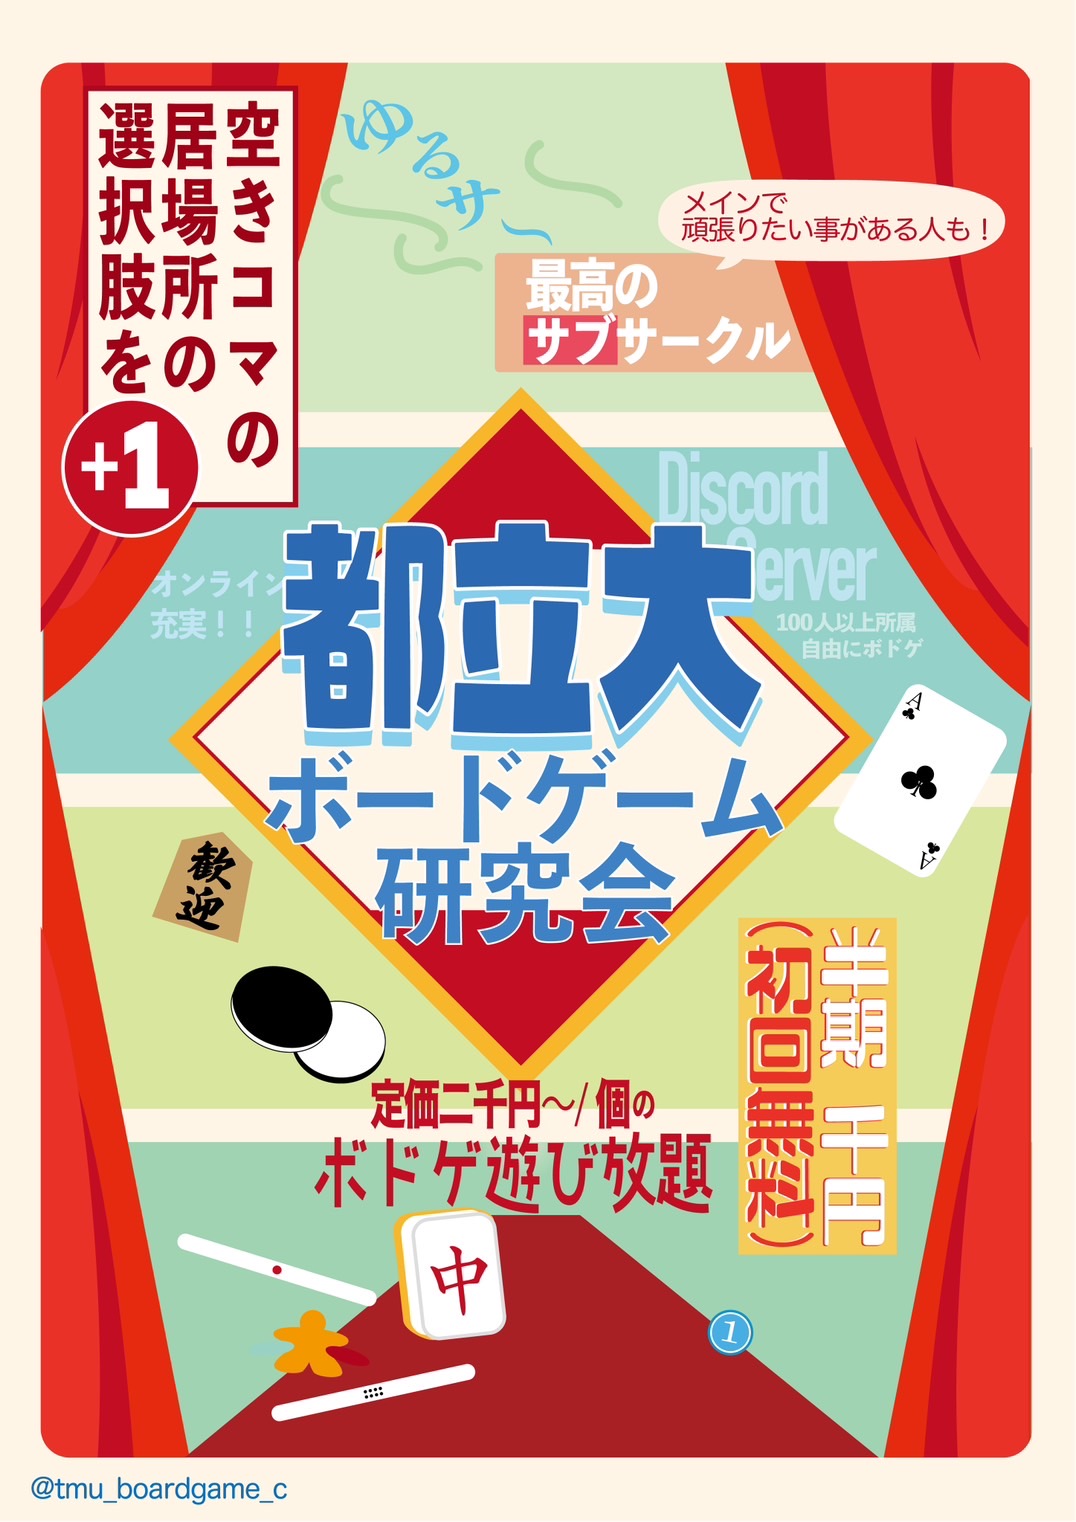 空きコマの
居場所の
選択肢を
+1
ゆるサ～
メインで
頑張りたい事がある人も！
最高の
サブサークル
Discord
Server
100人以上所属
自由にボドゲ
オンライン
充実！！
都立大
ボードゲーム
研究会
A
A
歓迎
半期 千円
(初回無料)
定価二千円～/個の
ボドゲ遊び放題
中
1
@tmu_boardgame_c